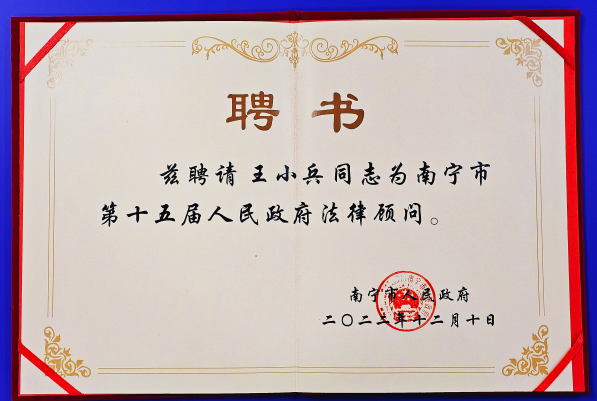 聘书
兹聘请王小兵同志为南宁市
第十五届人民政府法律顾问。
南宁市人民政府
二〇二二年十二月十日